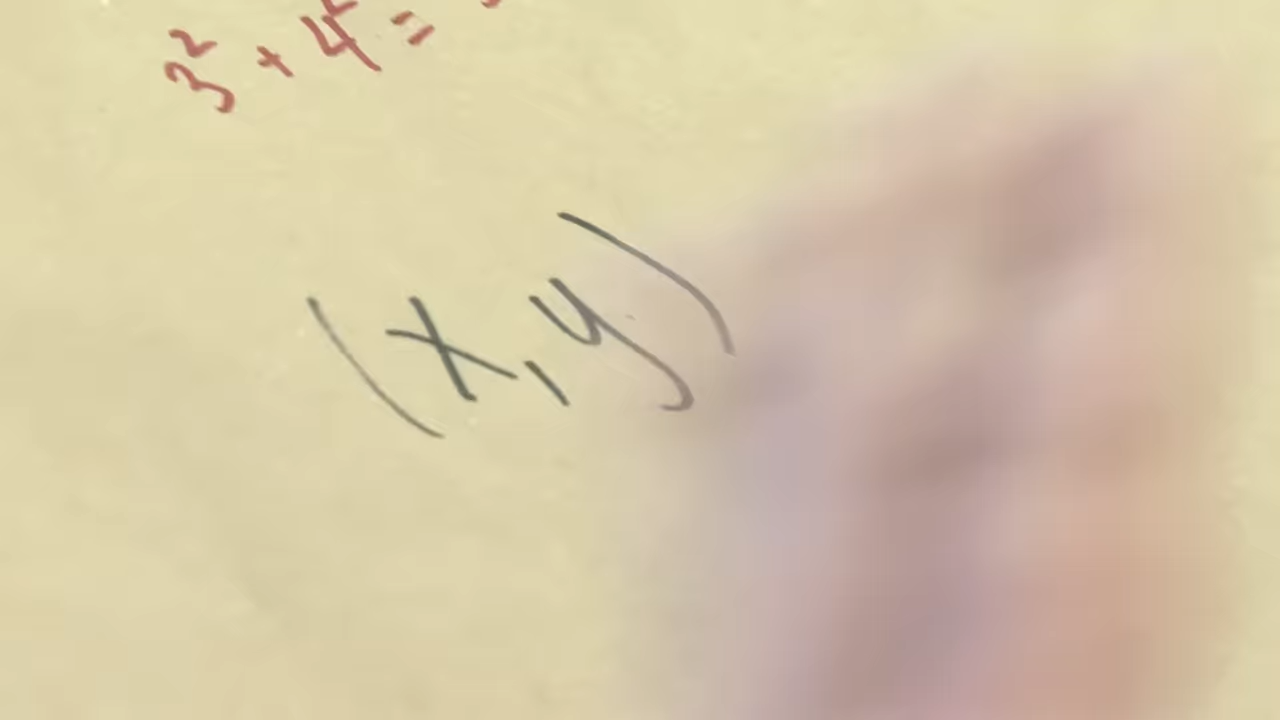 3² + 4² =
(x,y)